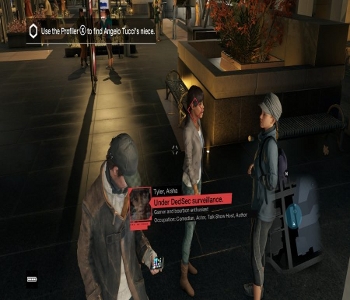 Use the Profiler Ⓧ to find Angelo Tucci's niece.
Tyler, Aisha
Under DedSec surveillance.
Gamer and bourbon enthusiast
Occupation: Comedian, Actor, Talk-Show Host, Author